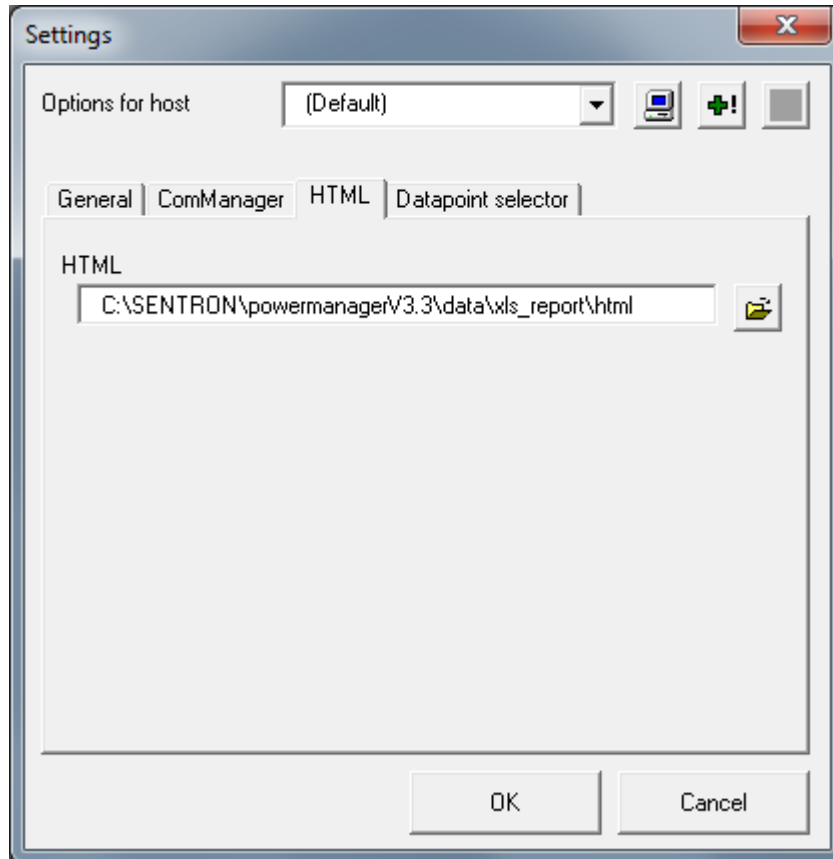 Settings
Options for host (Default)
General ComManager HTML Datapoint selector
HTML
C:\SENTRON\powermanagerV3.3\data\xls_report\html
OK Cancel